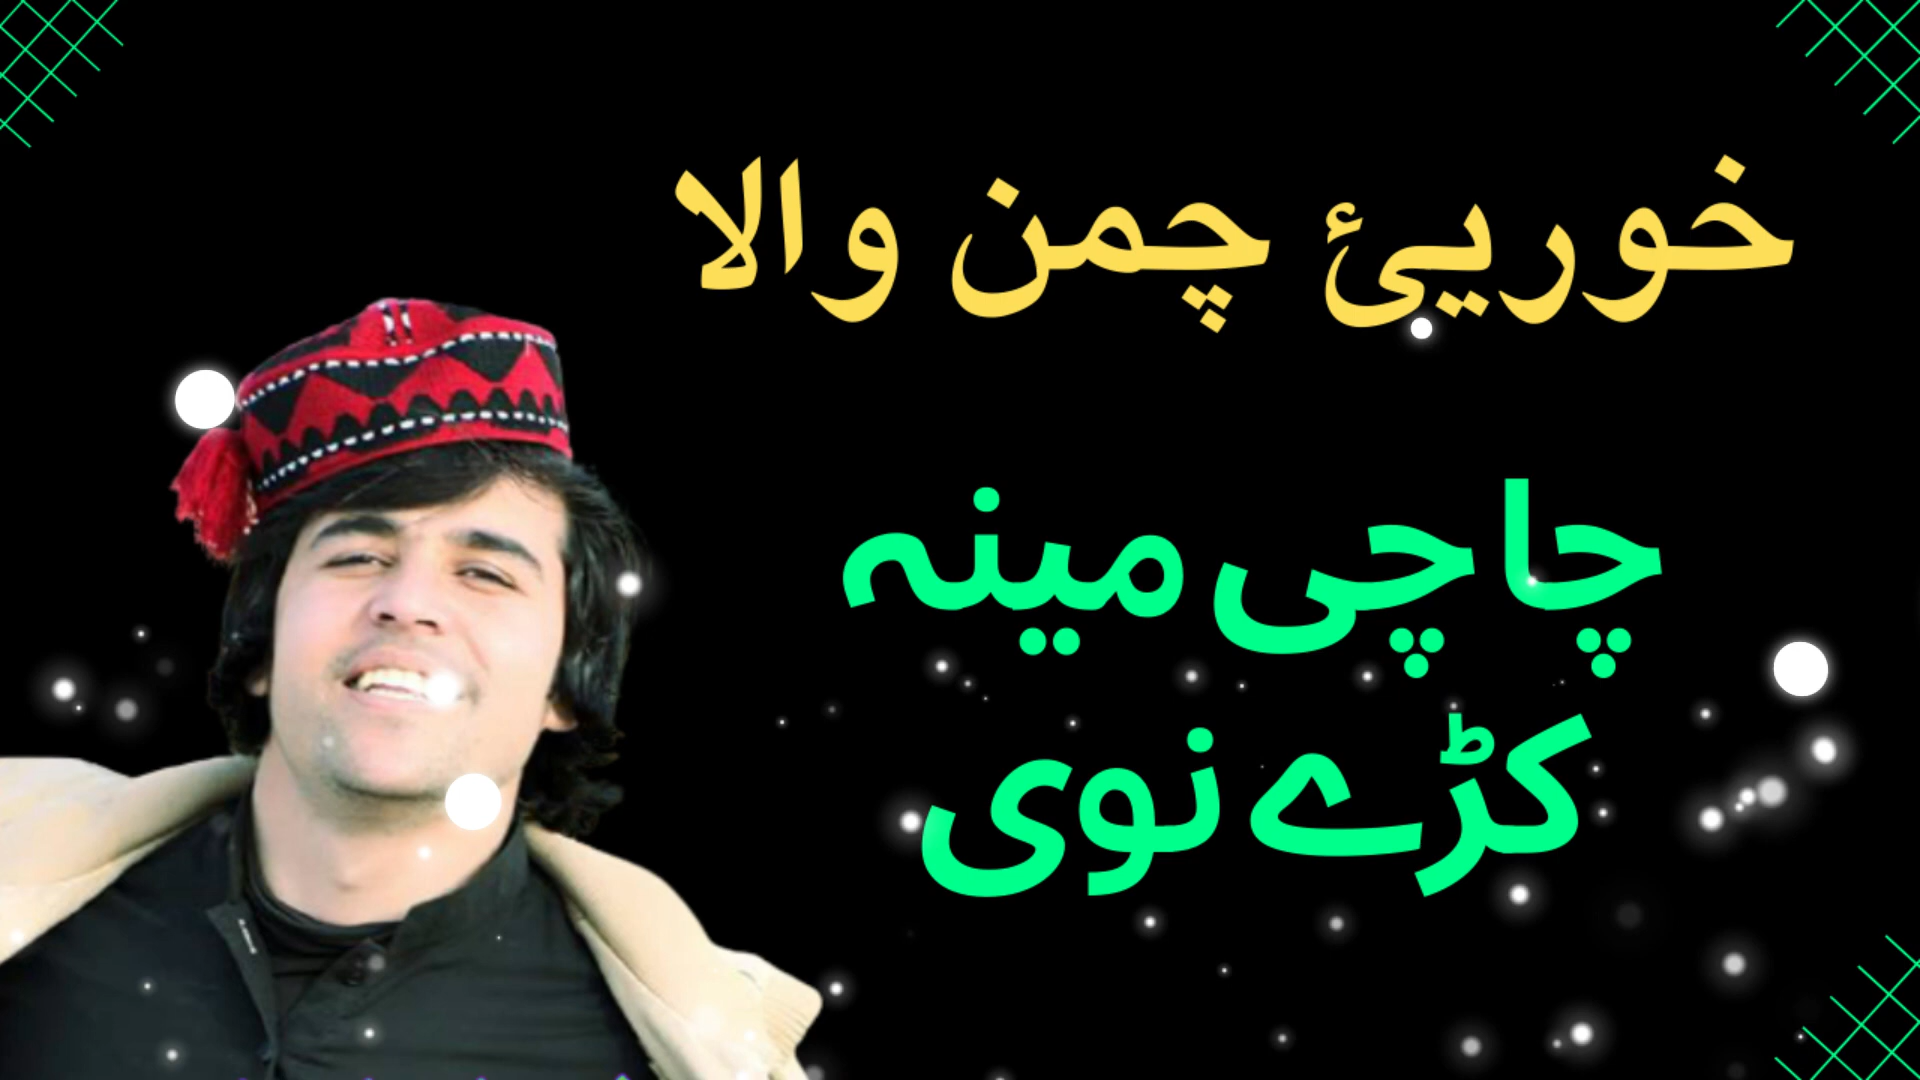 خوریئ چمن والا
چاچی مینہ
کڑے نوی